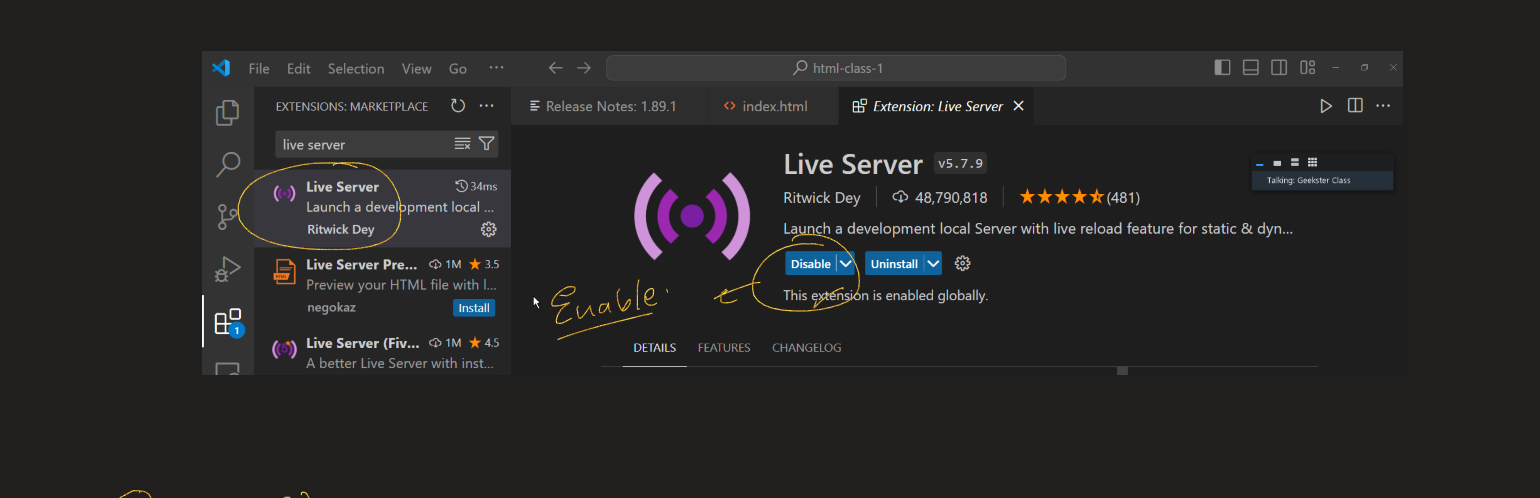 File Edit Selection View Go ··· html-class-1
EXTENSIONS: MARKETPLACE ···
Release Notes: 1.89.1 index.html Extension: Live Server
live server
Live Server 34ms
Launch a development local ...
Ritwick Dey
Live Server Pre... 1M 3.5
Preview your HTML file with l...
negokaz Install
1
Live Server (Fiv... 1M 4.5
A better Live Server with inst...
Live Server v5.7.9
Ritwick Dey 48,790,818 (481)
Launch a development local Server with live reload feature for static & dyn...
Disable Uninstall
This extension is enabled globally.
Enable
DETAILS FEATURES CHANGELOG
Talking: Geekster Class